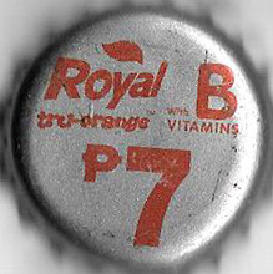 Royal
tru-orange
with B
VITAMINS
P7